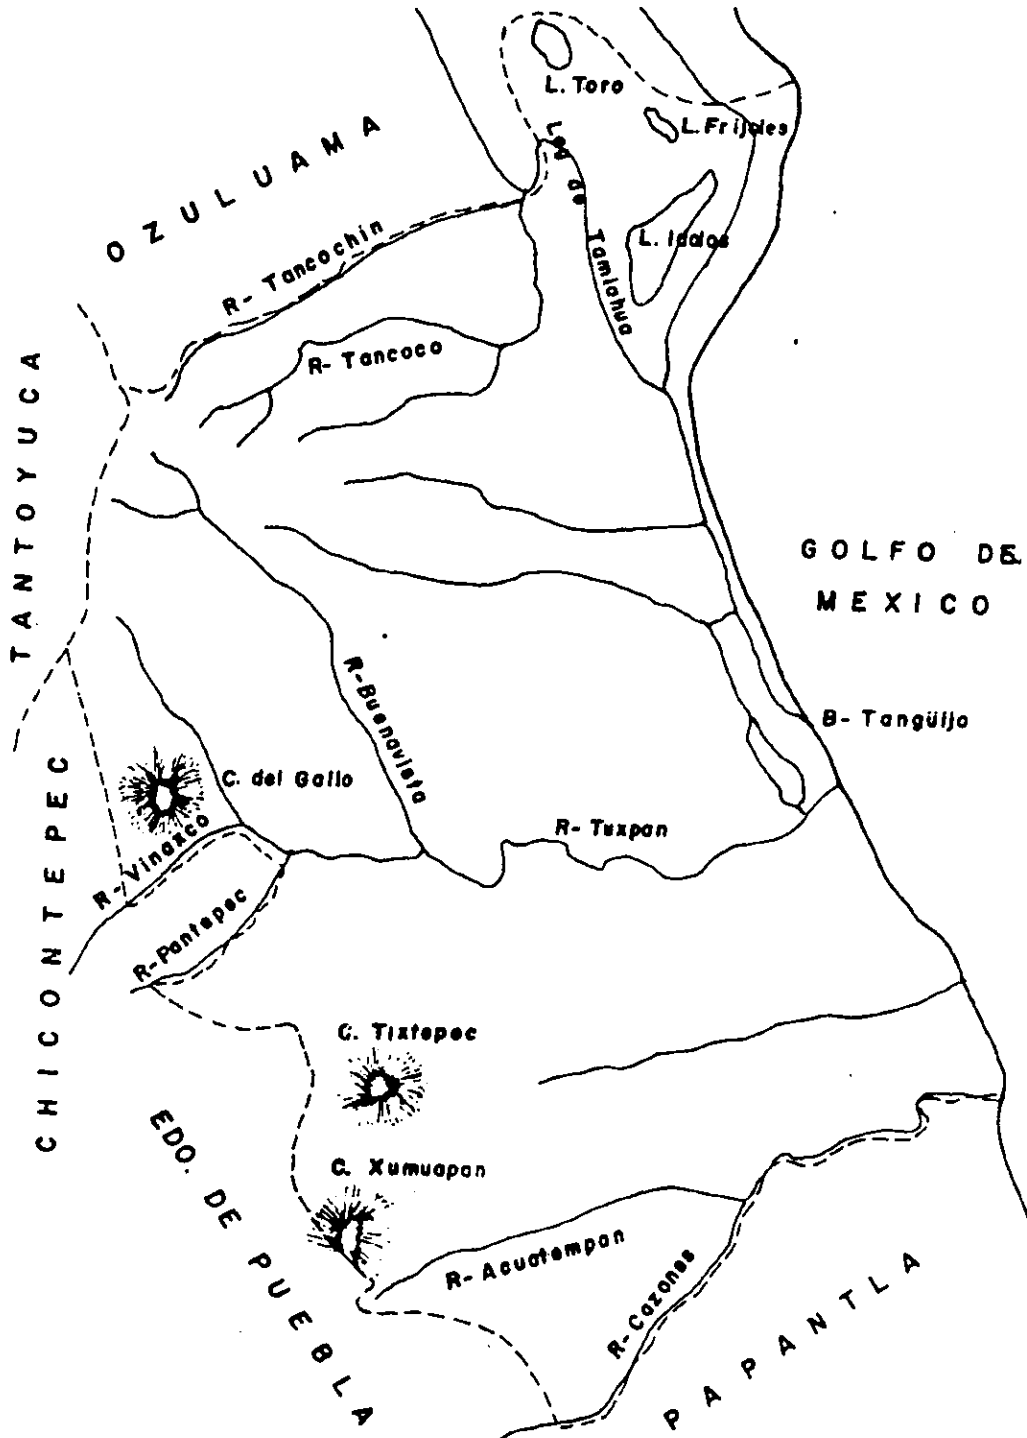 L. Toro
L. Frijoles
OZULUAMA
Lag de Tamiahua
L. Idolos
R- Tancochin
R- Tancoco
TANTOYUCA
GOLFO DE
MEXICO
R-Buenavista
B- Tangüijo
C. del Gallo
R- Tuxpan
R-Vinazco
CHICONTEPEC
R-Pantepec
C. Tixtepec
EDO. DE PUEBLA
C. Xumuapan
R- Acuatempan
R-Cazones
PAPANTLA